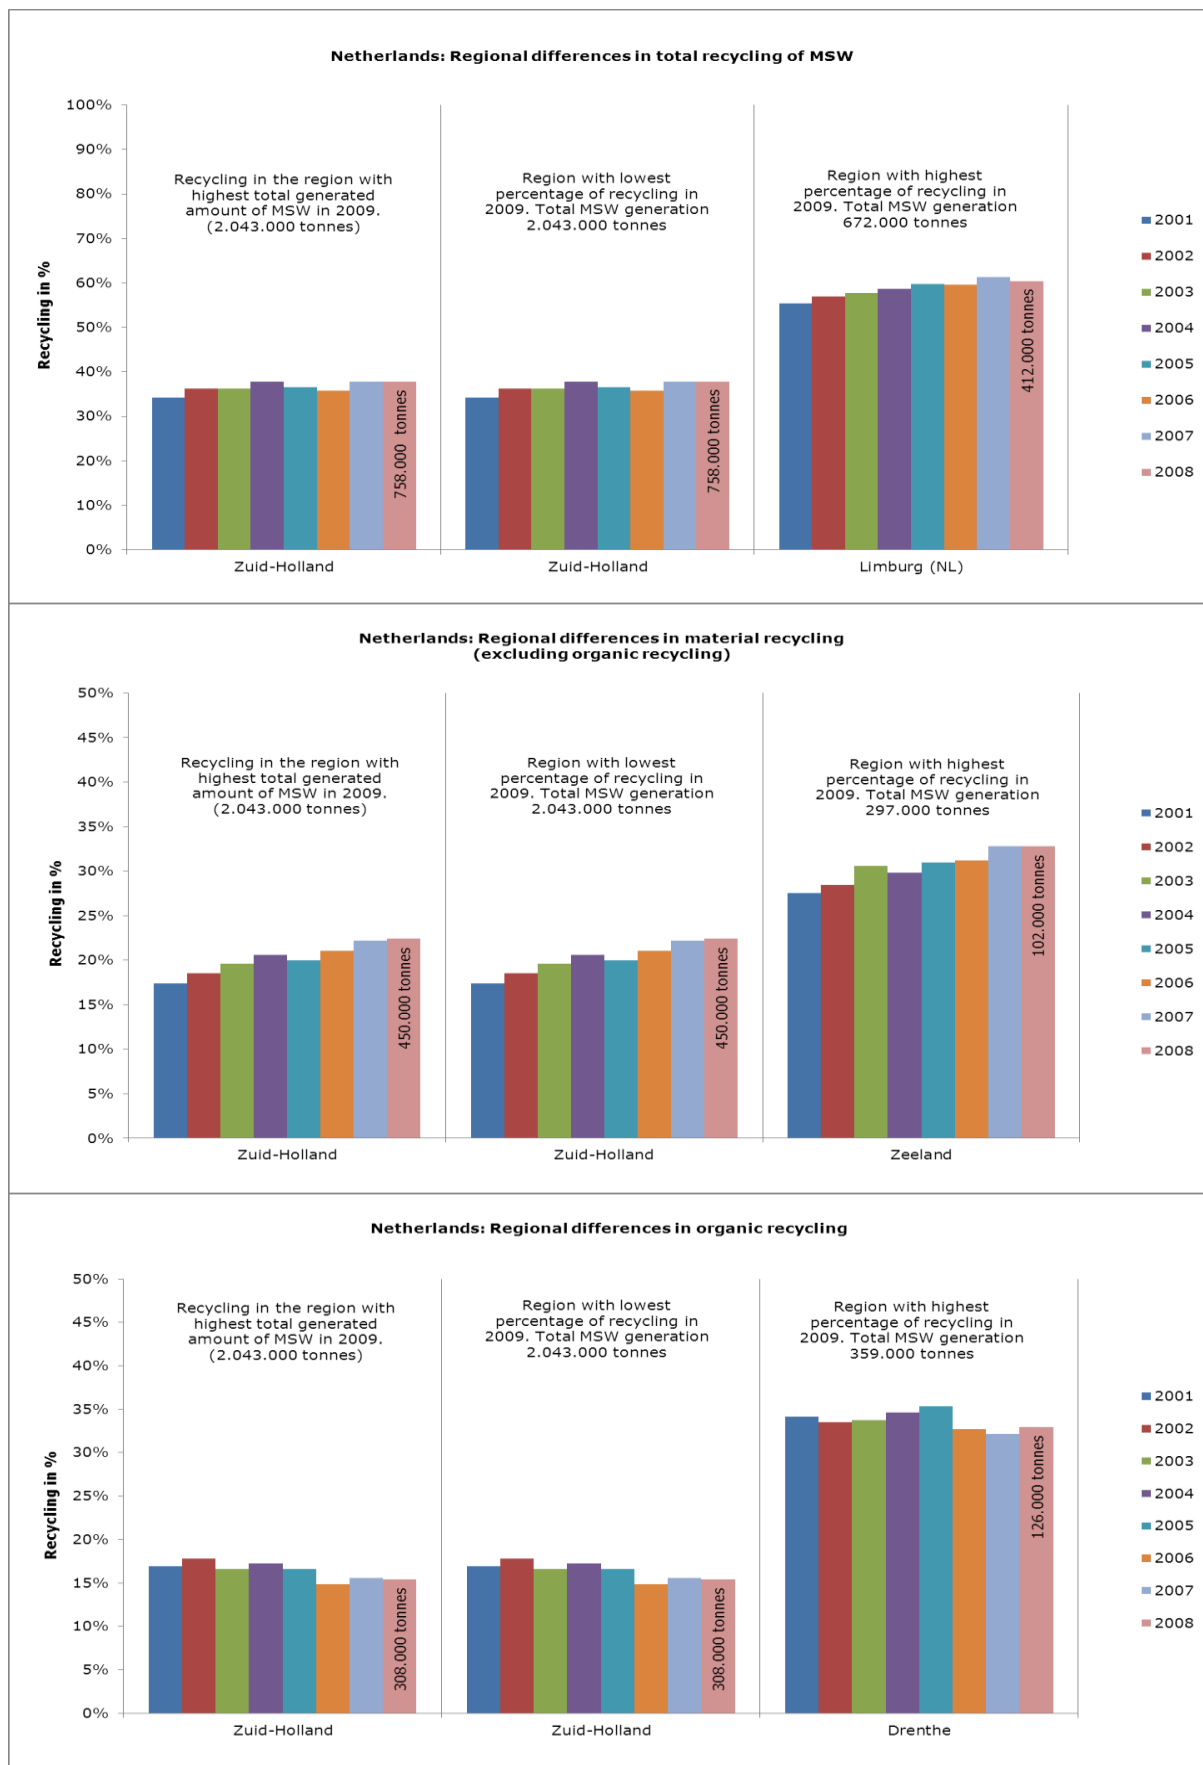 Netherlands: Regional differences in total recycling of MSW
100%
90%
80%
70%
60%
50%
40%
30%
20%
10%
0%
Recycling in %
Recycling in the region with
highest total generated
amount of MSW in 2009.
(2.043.000 tonnes)
Region with lowest
percentage of recycling in
2009. Total MSW generation
2.043.000 tonnes
Region with highest
percentage of recycling in
2009. Total MSW generation
672.000 tonnes
758.000 tonnes
758.000 tonnes
412.000 tonnes
Zuid-Holland
Zuid-Holland
Limburg (NL)
2001
2002
2003
2004
2005
2006
2007
2008
Netherlands: Regional differences in material recycling
(excluding organic recycling)
50%
45%
40%
35%
30%
25%
20%
15%
10%
5%
0%
Recycling in %
Recycling in the region with
highest total generated
amount of MSW in 2009.
(2.043.000 tonnes)
Region with lowest
percentage of recycling in
2009. Total MSW generation
2.043.000 tonnes
Region with highest
percentage of recycling in
2009. Total MSW generation
297.000 tonnes
450.000 tonnes
450.000 tonnes
102.000 tonnes
Zuid-Holland
Zuid-Holland
Zeeland
2001
2002
2003
2004
2005
2006
2007
2008
Netherlands: Regional differences in organic recycling
50%
45%
40%
35%
30%
25%
20%
15%
10%
5%
0%
Recycling in %
Recycling in the region with
highest total generated
amount of MSW in 2009.
(2.043.000 tonnes)
Region with lowest
percentage of recycling in
2009. Total MSW generation
2.043.000 tonnes
Region with highest
percentage of recycling in
2009. Total MSW generation
359.000 tonnes
308.000 tonnes
308.000 tonnes
126.000 tonnes
Zuid-Holland
Zuid-Holland
Drenthe
2001
2002
2003
2004
2005
2006
2007
2008